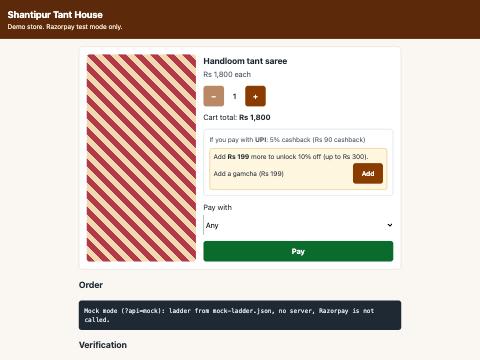 Shantipur Tant House
Demo store. Razorpay test mode only.
Handloom tant saree
Rs 1,800 each
− 1 +
Cart total: Rs 1,800
If you pay with UPI: 5% cashback (Rs 90 cashback)
Add Rs 199 more to unlock 10% off (up to Rs 300).
Add a gamcha (Rs 199) Add
Pay with
Any
Pay
Order
Mock mode (?api=mock): ladder from mock-ladder.json, no server, Razorpay is not
called.
Verification